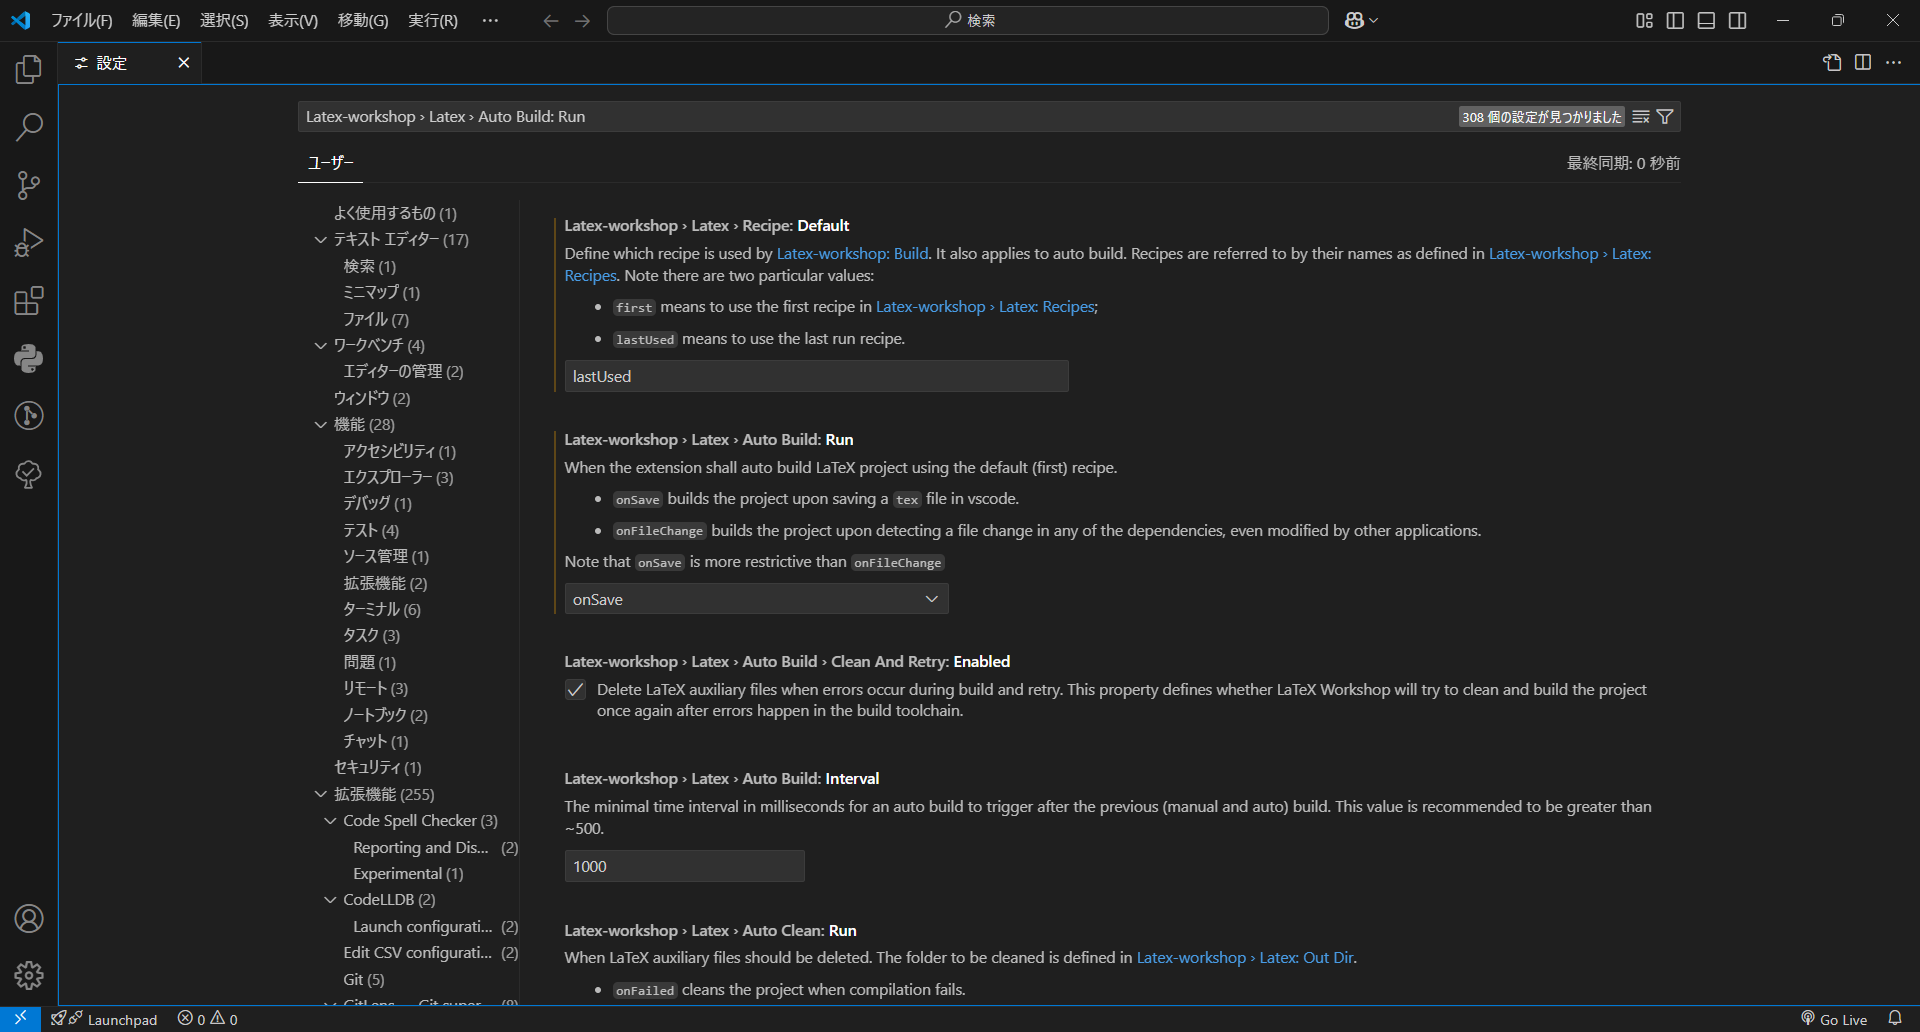 ファイル(F) 編集(E) 選択(S) 表示(V) 移動(G) 実行(R) ··· 検索
設定
Latex-workshop › Latex › Auto Build: Run 308 個の設定が見つかりました
ユーザー 最終同期: 0 秒前
よく使用するもの (1)
テキスト エディター (17)
検索 (1)
ミニマップ (1)
ファイル (7)
ワークベンチ (4)
エディターの管理 (2)
ウィンドウ (2)
機能 (28)
アクセシビリティ (1)
エクスプローラー (3)
デバッグ (1)
テスト (4)
ソース管理 (1)
拡張機能 (2)
ターミナル (6)
タスク (3)
問題 (1)
リモート (3)
ノートブック (2)
チャット (1)
セキュリティ (1)
拡張機能 (255)
Code Spell Checker (3)
Reporting and Dis... (2)
Experimental (1)
CodeLLDB (2)
Launch configurati... (2)
Edit CSV configurati... (2)
Git (5)
Latex-workshop › Latex › Recipe: Default
Define which recipe is used by Latex-workshop: Build. It also applies to auto build. Recipes are referred to by their names as defined in Latex-workshop › Latex:
Recipes. Note there are two particular values:
• first means to use the first recipe in Latex-workshop › Latex: Recipes;
• lastUsed means to use the last run recipe.
lastUsed
Latex-workshop › Latex › Auto Build: Run
When the extension shall auto build LaTeX project using the default (first) recipe.
• onSave builds the project upon saving a tex file in vscode.
• onFileChange builds the project upon detecting a file change in any of the dependencies, even modified by other applications.
Note that onSave is more restrictive than onFileChange
onSave
Latex-workshop › Latex › Auto Build › Clean And Retry: Enabled
Delete LaTeX auxiliary files when errors occur during build and retry. This property defines whether LaTeX Workshop will try to clean and build the project
once again after errors happen in the build toolchain.
Latex-workshop › Latex › Auto Build: Interval
The minimal time interval in milliseconds for an auto build to trigger after the previous (manual and auto) build. This value is recommended to be greater than
~500.
1000
Latex-workshop › Latex › Auto Clean: Run
When LaTeX auxiliary files should be deleted. The folder to be cleaned is defined in Latex-workshop › Latex: Out Dir.
• onFailed cleans the project when compilation fails.
Launchpad 0 0 Go Live